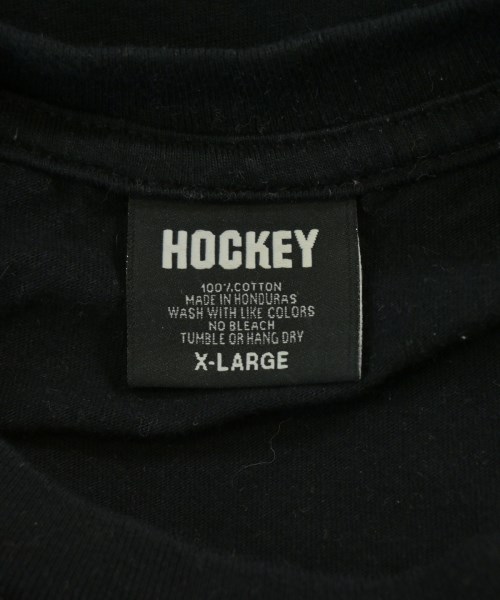 HOCKEY
100% COTTON
MADE IN HONDURAS
WASH WITH LIKE COLORS
NO BLEACH
TUMBLE OR HANG DRY
X-LARGE